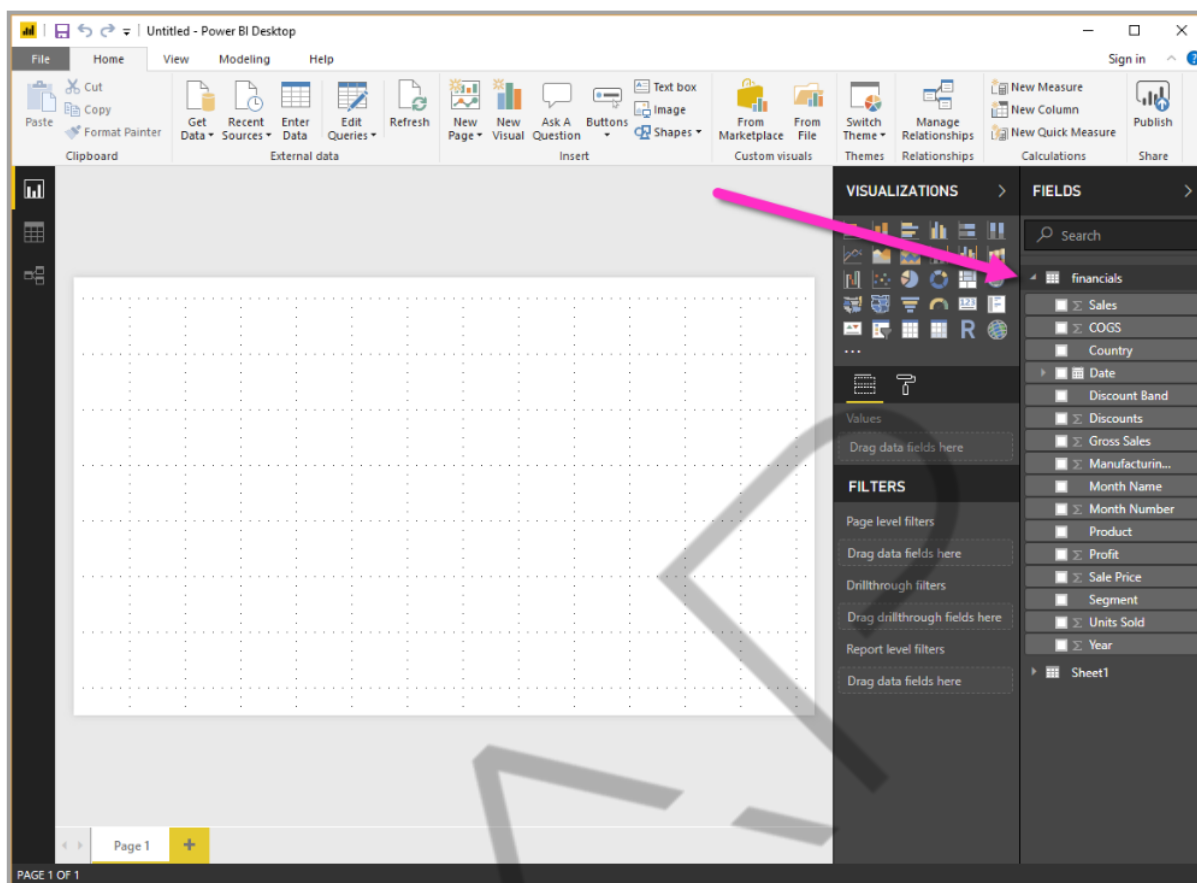 Untitled - Power BI Desktop
File Home View Modeling Help Sign in
Paste
Cut
Copy
Format Painter
Clipboard
Get Data
Recent Sources
Enter Data
Edit Queries
Refresh
External data
New Page
New Visual
Ask A Question
Buttons
Text box
Image
Shapes
Insert
From Marketplace
From File
Custom visuals
Switch Theme
Themes
Manage Relationships
Relationships
New Measure
New Column
New Quick Measure
Calculations
Publish
Share
VISUALIZATIONS
R
123
Values
Drag data fields here
FILTERS
Page level filters
Drag data fields here
Drillthrough filters
Drag drillthrough fields here
Report level filters
Drag data fields here
FIELDS
Search
financials
Σ Sales
Σ COGS
Country
Date
Discount Band
Σ Discounts
Σ Gross Sales
Σ Manufacturin...
Month Name
Σ Month Number
Product
Σ Profit
Σ Sale Price
Segment
Σ Units Sold
Σ Year
Sheet1
Page 1
PAGE 1 OF 1